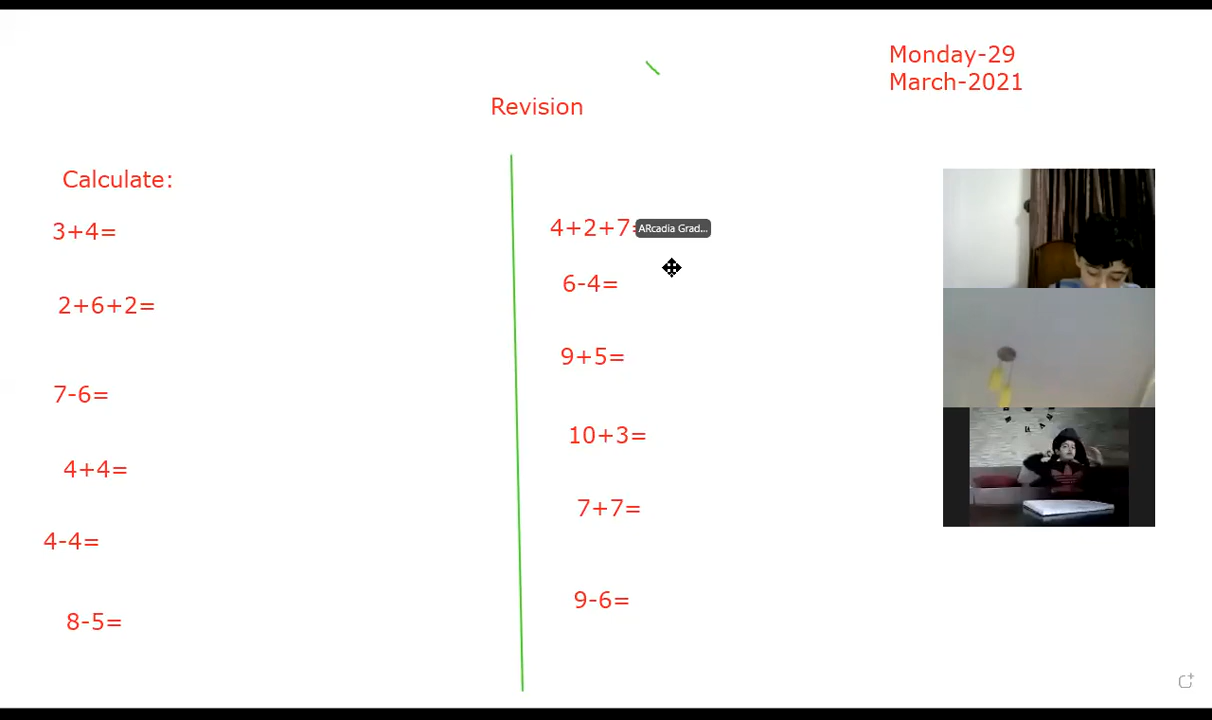 Monday-29
March-2021
Revision
Calculate:
3+4=
2+6+2=
7-6=
4+4=
4-4=
8-5=
4+2+7=
ARcadia Grad...
6-4=
9+5=
10+3=
7+7=
9-6=